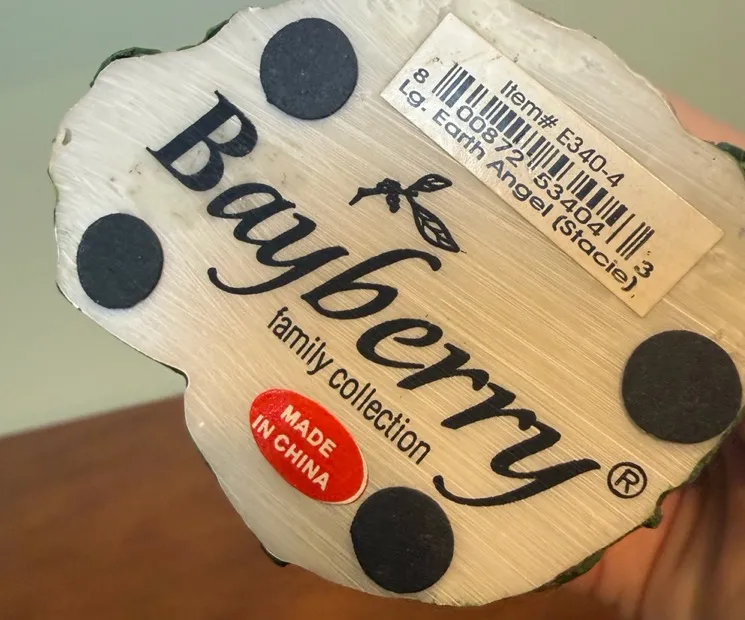 Item# E340-4
8 00872 53404 3
Lg. Earth Angel (Stacie)
Bayberry®
family collection
MADE
IN CHINA